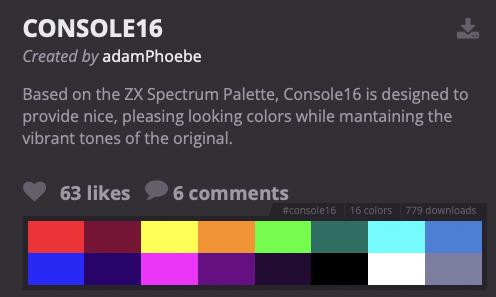 CONSOLE16
Created by adamPhoebe
Based on the ZX Spectrum Palette, Console16 is designed to
provide nice, pleasing looking colors while mantaining the
vibrant tones of the original.
63 likes 6 comments
#console16 16 colors 779 downloads